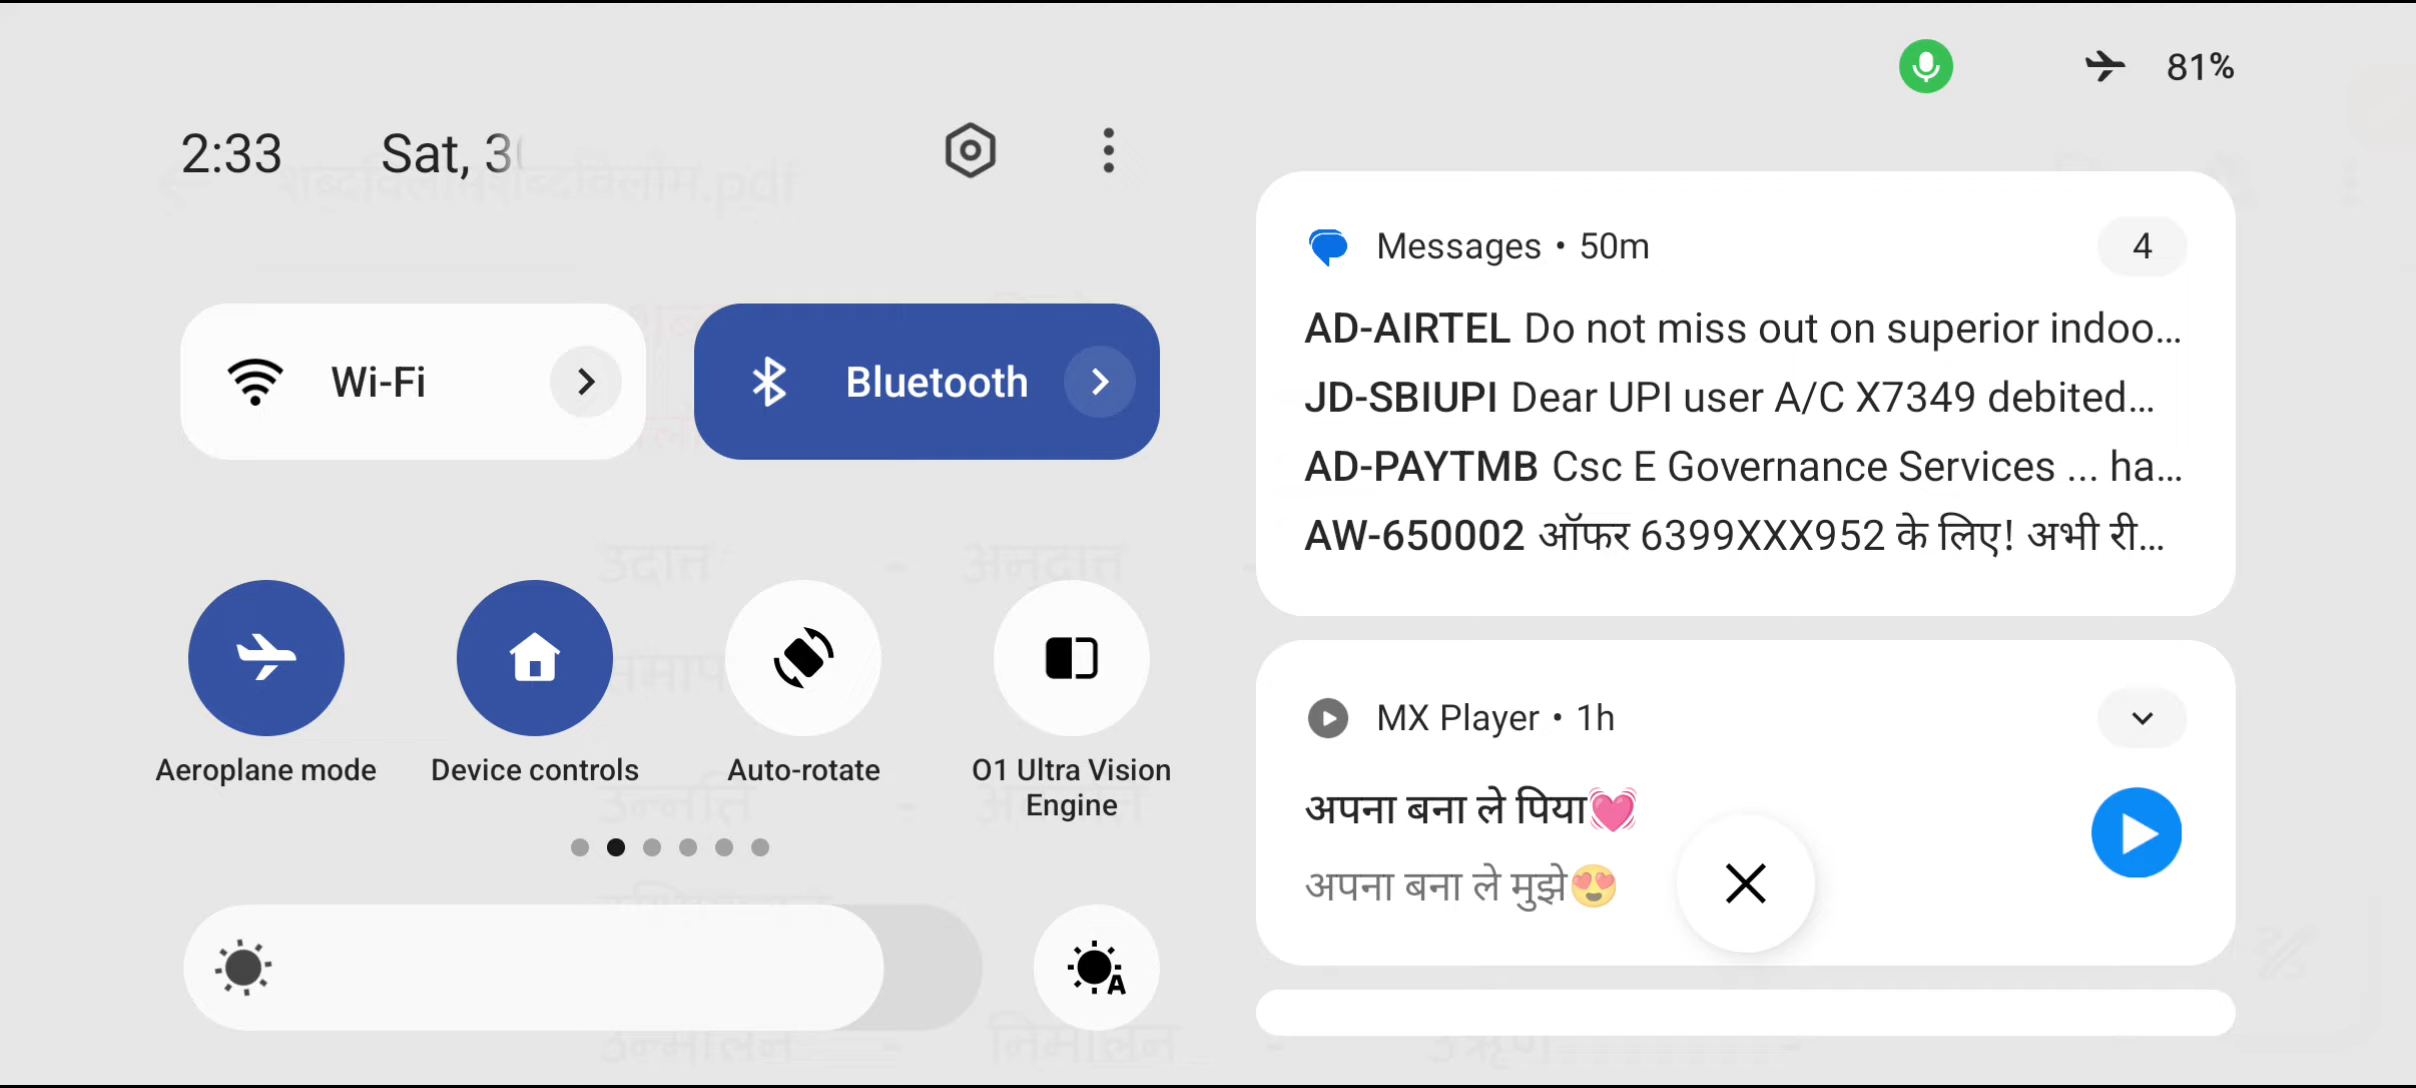 81%
2:33 Sat, 3
Wi-Fi
Bluetooth
Aeroplane mode
Device controls
Auto-rotate
O1 Ultra Vision
Engine
A
Messages • 50m
4
AD-AIRTEL Do not miss out on superior indoo...
JD-SBIUPI Dear UPI user A/C X7349 debited...
AD-PAYTMB Csc E Governance Services ... ha...
AW-650002 ऑफर 6399XXX952 के लिए! अभी री...
MX Player • 1h
अपना बना ले पिया💓
अपना बना ले मुझे😍
उदात्त - अनुदात्त -